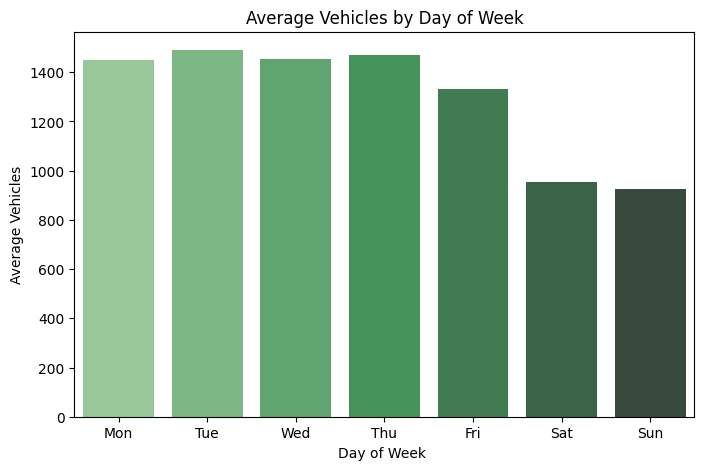 Average Vehicles by Day of Week
Average Vehicles
1400
1200
1000
800
600
400
200
0
Mon Tue Wed Thu Fri Sat Sun
Day of Week